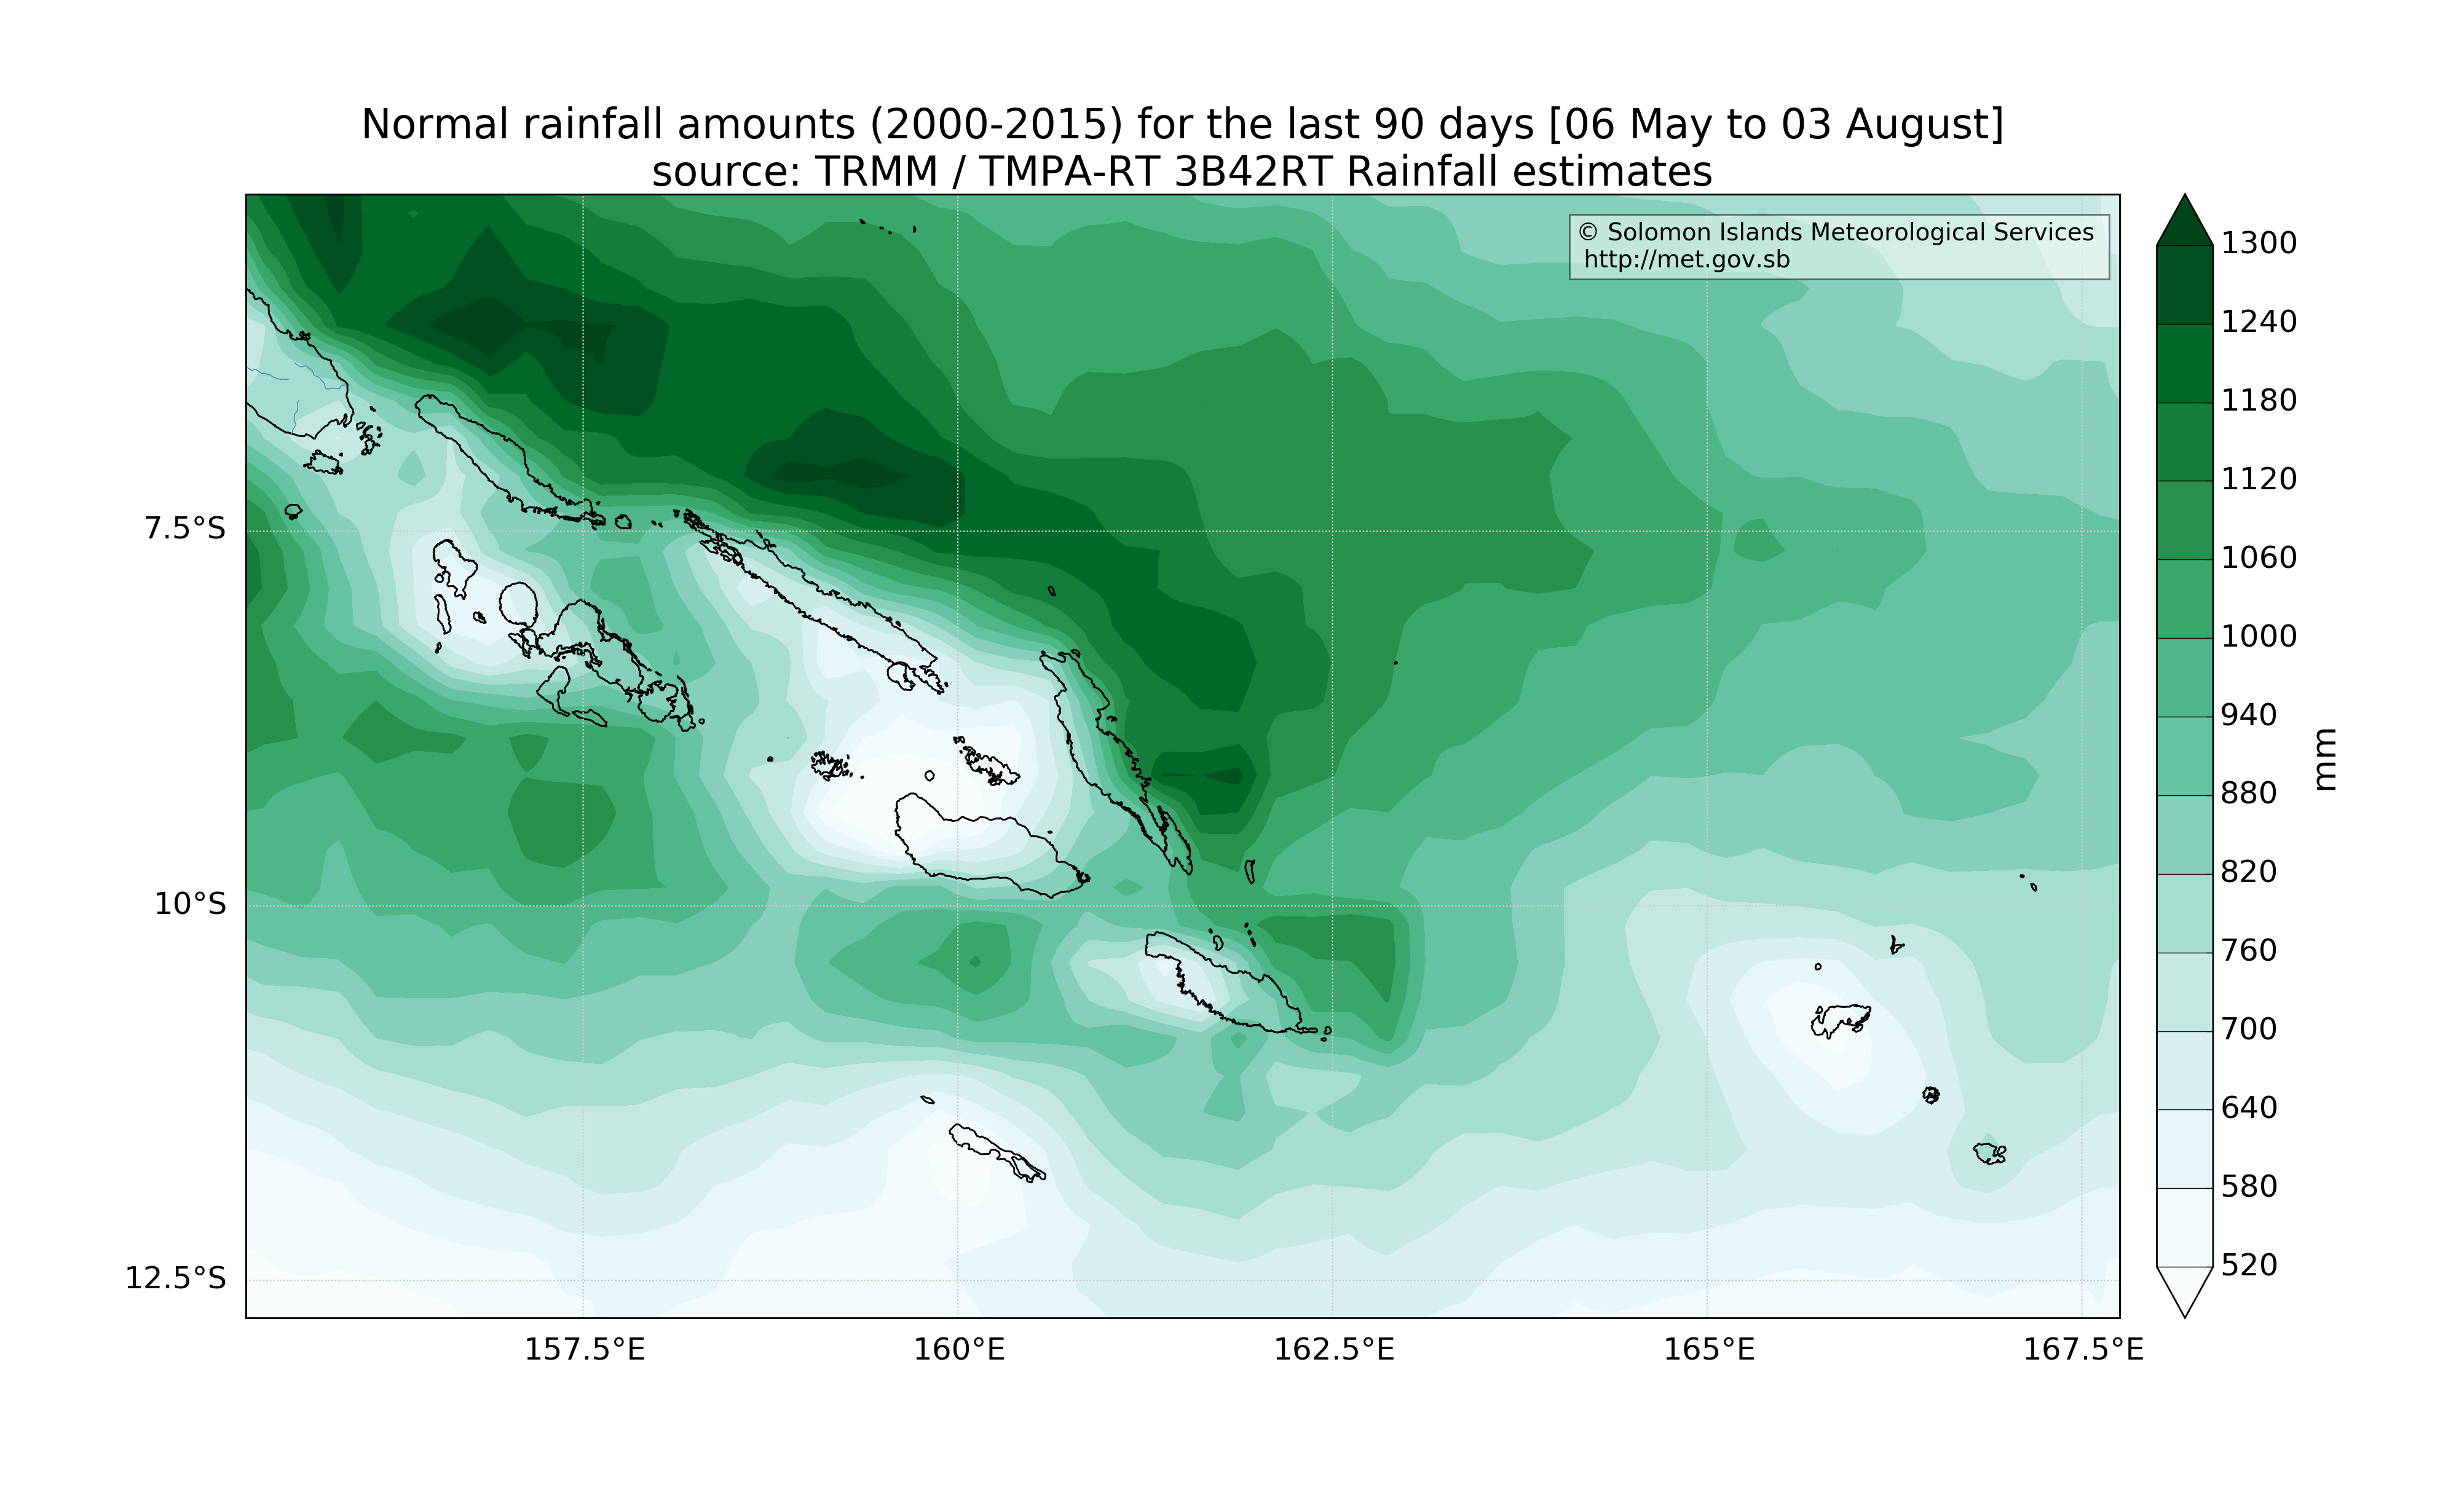 Normal rainfall amounts (2000-2015) for the last 90 days [06 May to 03 August]
source: TRMM / TMPA-RT 3B42RT Rainfall estimates
© Solomon Islands Meteorological Services
http://met.gov.sb
1300
1240
1180
1120
1060
1000
940
880
820
760
700
640
580
520
mm
7.5°S
10°S
12.5°S
157.5°E
160°E
162.5°E
165°E
167.5°E